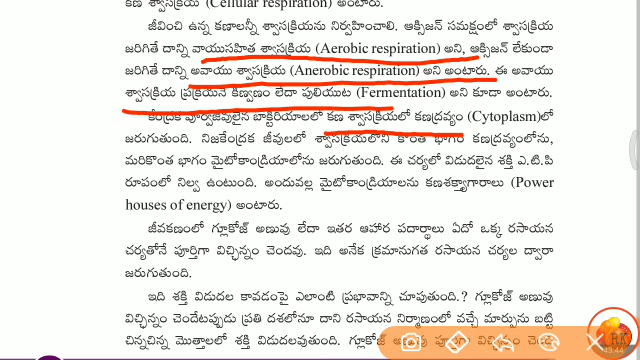 కణ శ్వాసక్రియ (Cellular respiration) అంటారు.
జీవించి ఉన్న కణాలన్నీ శ్వాసక్రియను నిర్వహించాలి. ఆక్సిజన్ సమక్షంలో శ్వాసక్రియ
జరిగితే దాన్ని వాయుసహిత శ్వాసక్రియ (Aerobic respiration) అని, ఆక్సిజన్ లేకుండా
జరిగితే దాన్ని అవాయు శ్వాసక్రియ (Anerobic respiration) అని అంటారు. ఈ అవాయు
శ్వాసక్రియ ప్రక్రియనే కిణ్వణం లేదా పులియుట (Fermentation) అని కూడా అంటారు.
కేంద్రక పూర్వజీవులైన బాక్టీరియాలలో కణ శ్వాసక్రియలో కణద్రవ్యం (Cytoplasm)లో
జరుగుతుంది. నిజకేంద్రక జీవులలో శ్వాసక్రియలోని కొంత భాగం కణద్రవ్యంలోను,
మరికొంత భాగం మైటోకాండ్రియాలోను జరుగుతుంది. ఈ చర్యలో విడుదలైన శక్తి ఎ.టి.పి
రూపంలో నిల్వ ఉంటుంది. అందువల్ల మైటోకాండ్రియాలను కణశక్త్యాగారాలు (Power
houses of energy) అంటారు.
జీవకణంలో గ్లూకోజ్ అణువు లేదా ఇతర ఆహార పదార్థాలు ఏదో ఒక్క రసాయన
చర్యతోనే పూర్తిగా విచ్ఛిన్నం చెందవు. ఇది అనేక క్రమానుగత రసాయన చర్యల ద్వారా
జరుగుతుంది.
ఇది శక్తి విడుదల కావడంపై ఎలాంటి ప్రభావాన్ని చూపుతుంది.? గ్లూకోజ్ అణువు
విచ్ఛిన్నం చెందేటప్పుడు ప్రతి దశలోనూ దాని రసాయన నిర్మాణంలో వచ్చే మార్పును బట్టి
చిన్నచిన్న మొత్తాలలో శక్తి విడుదలవుతుంది. గ్లూకోజ్ అణువు పూర్తిగా విచ్ఛిన్నం
RK